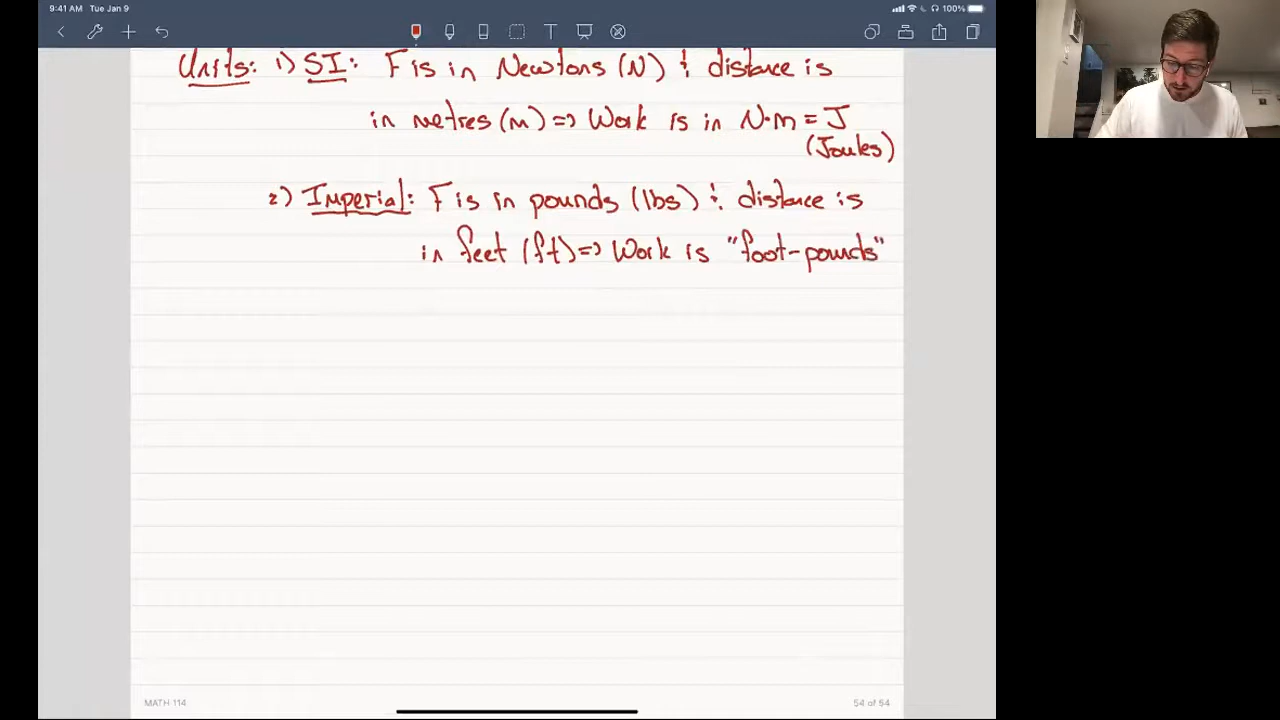 9:41 AM Tue Jan 9
100%
Units: 1) SI: F is in Newtons (N) & distance is
in metres (m) => Work is in N·m = J
(Joules)
2) Imperial: F is in pounds (lbs) & distance is
in feet (ft) => Work is "foot-pounds"
MATH 114
54 of 54